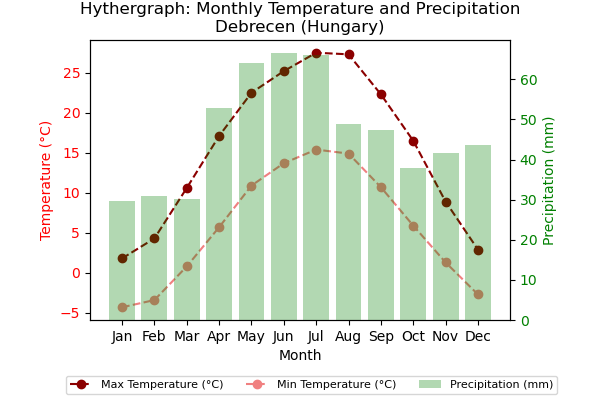 Hythergraph: Monthly Temperature and Precipitation
Debrecen (Hungary)
Temperature (°C)
25
20
15
10
5
0
−5
60
50
40
30
20
10
0
Precipitation (mm)
Jan Feb Mar Apr May Jun Jul Aug Sep Oct Nov Dec
Month
Max Temperature (°C) Min Temperature (°C) Precipitation (mm)